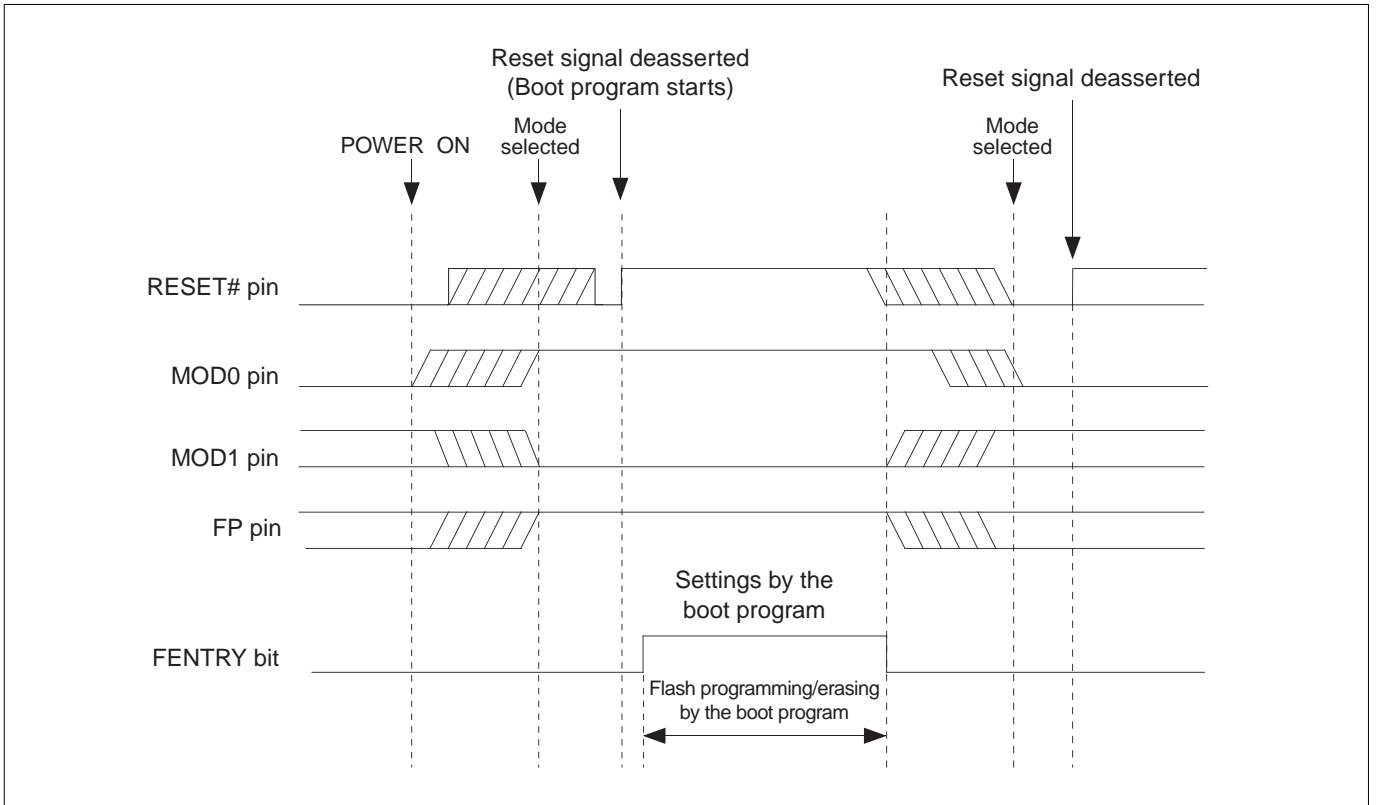 Reset signal deasserted
(Boot program starts)
Reset signal deasserted
POWER ON
Mode
selected
Mode
selected
RESET# pin
MOD0 pin
MOD1 pin
FP pin
Settings by the
boot program
FENTRY bit
Flash programming/erasing
by the boot program